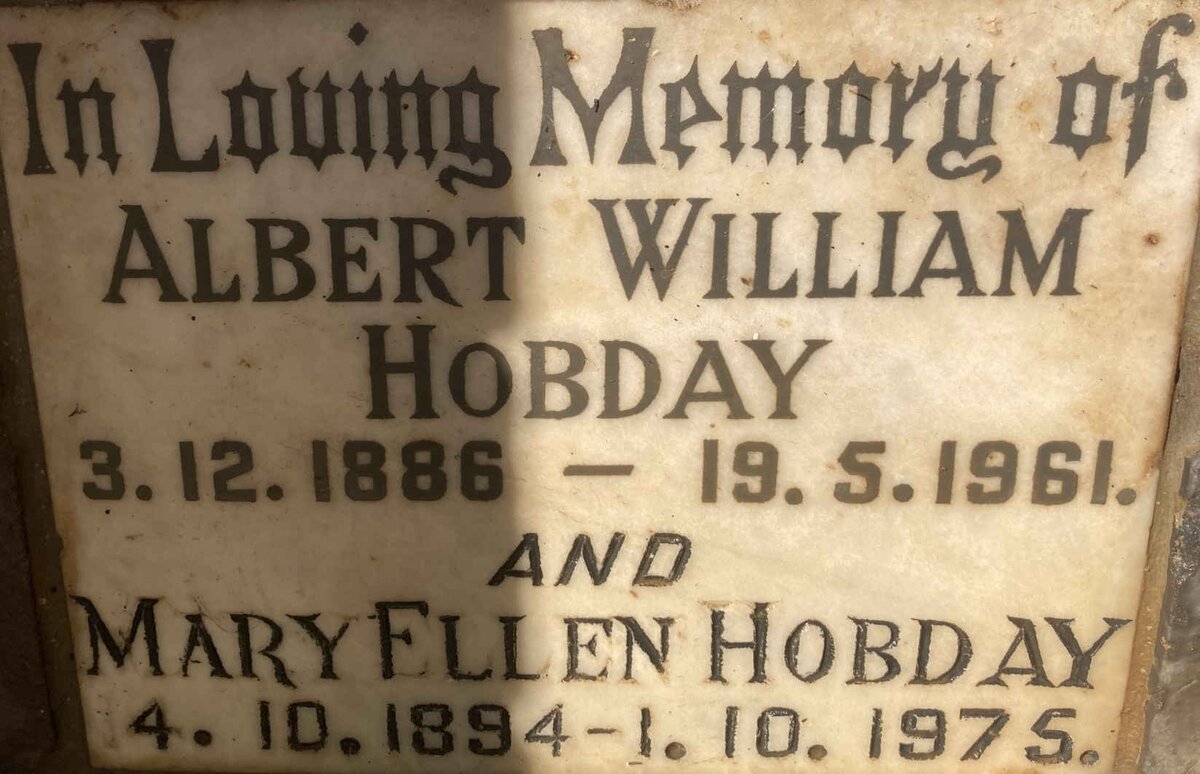 In Loving Memory of
ALBERT WILLIAM
HOBDAY
3.12.1886 – 19.5.1961.
AND
MARY ELLEN HOBDAY
4.10.1894-1.10.1975.